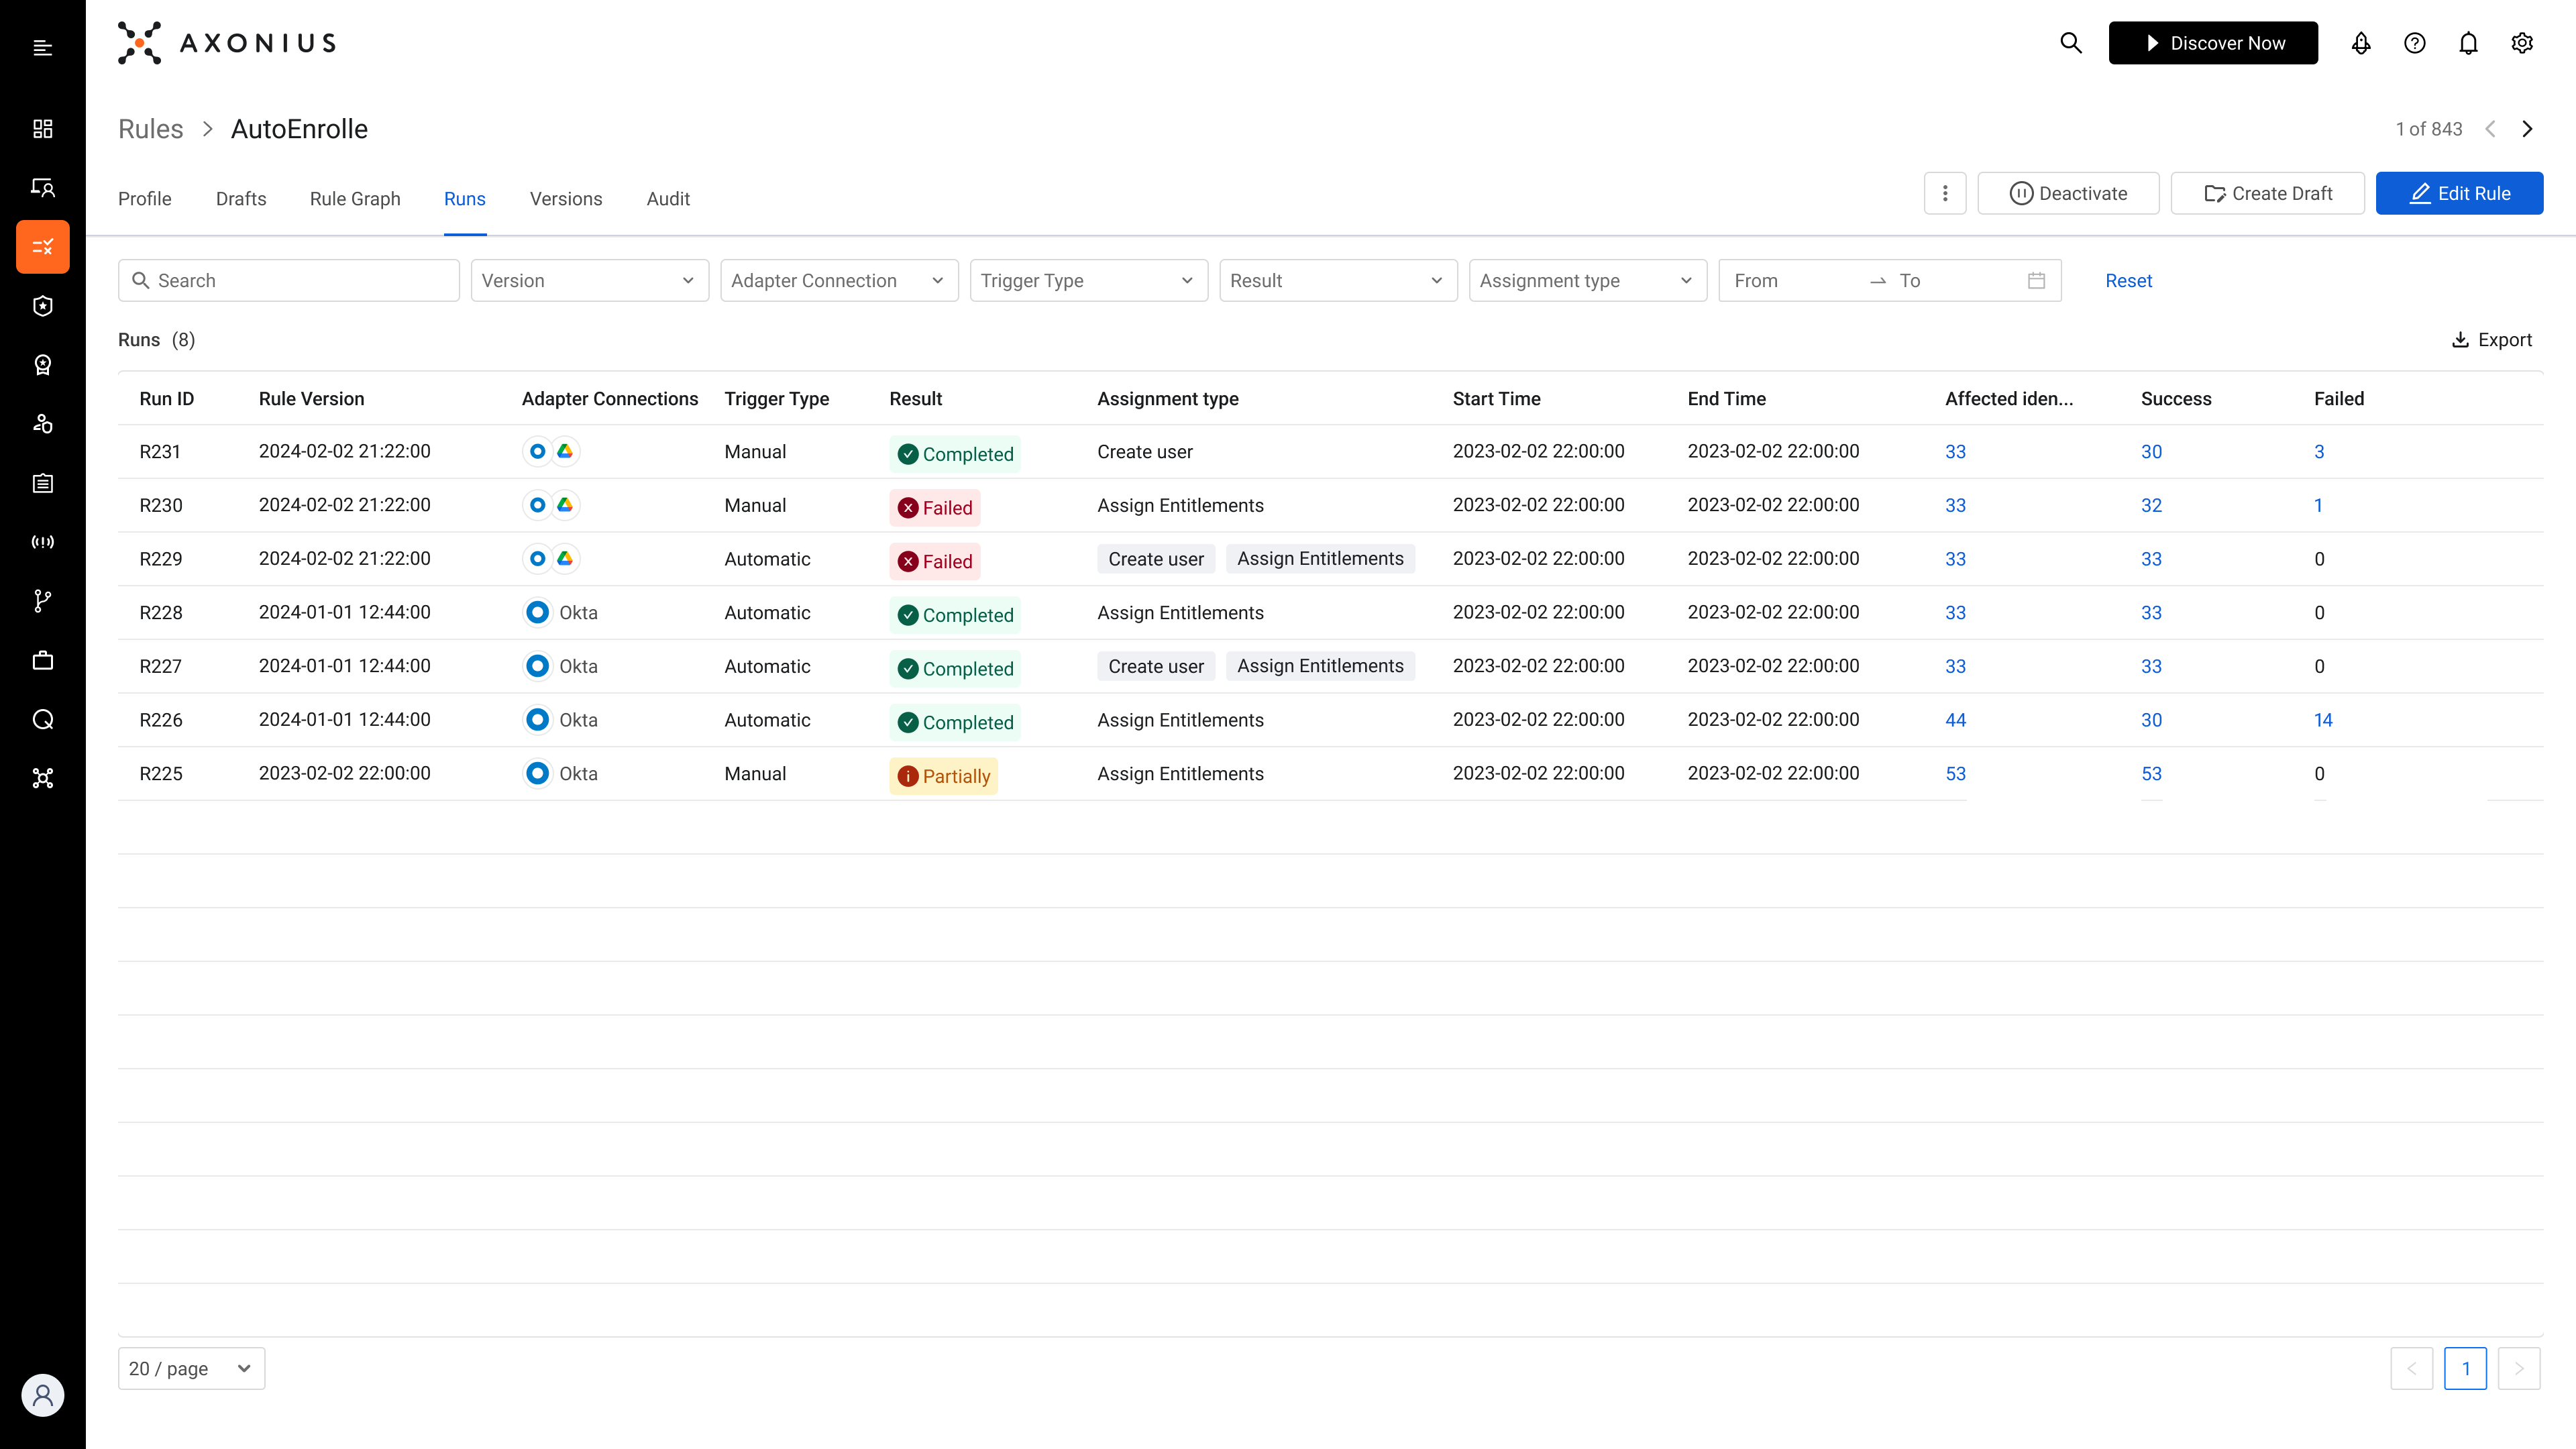 AXONIUS
Discover Now
Rules > AutoEnrolle
1 of 843
Profile Drafts Rule Graph Runs Versions Audit
Deactivate Create Draft Edit Rule
Search Version Adapter Connection Trigger Type Result Assignment type From → To Reset
Runs (8)
Export
Run ID Rule Version Adapter Connections Trigger Type Result Assignment type Start Time End Time Affected iden... Success Failed
R231 2024-02-02 21:22:00 Manual Completed Create user 2023-02-02 22:00:00 2023-02-02 22:00:00 33 30 3
R230 2024-02-02 21:22:00 Manual Failed Assign Entitlements 2023-02-02 22:00:00 2023-02-02 22:00:00 33 32 1
R229 2024-02-02 21:22:00 Automatic Failed Create user Assign Entitlements 2023-02-02 22:00:00 2023-02-02 22:00:00 33 33 0
R228 2024-01-01 12:44:00 Okta Automatic Completed Assign Entitlements 2023-02-02 22:00:00 2023-02-02 22:00:00 33 33 0
R227 2024-01-01 12:44:00 Okta Automatic Completed Create user Assign Entitlements 2023-02-02 22:00:00 2023-02-02 22:00:00 33 33 0
R226 2024-01-01 12:44:00 Okta Automatic Completed Assign Entitlements 2023-02-02 22:00:00 2023-02-02 22:00:00 44 30 14
R225 2023-02-02 22:00:00 Okta Manual Partially Assign Entitlements 2023-02-02 22:00:00 2023-02-02 22:00:00 53 53 0
20 / page
< 1 >